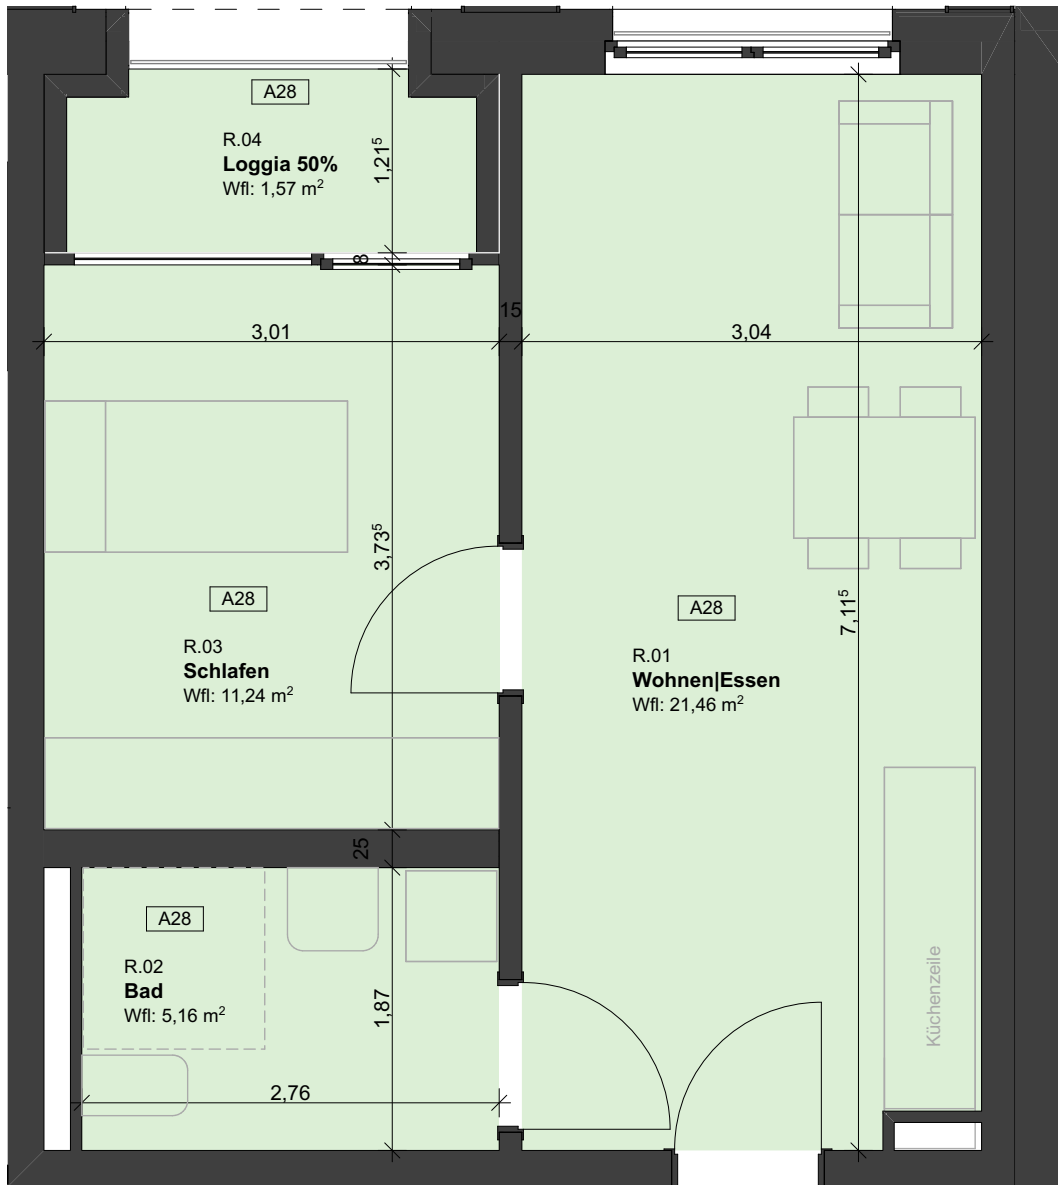 A28
R.04
Loggia 50%
Wfl: 1,57 m²
1,21⁵
8
15
3,01
3,04
3,73⁵
7,11⁵
A28
R.03
Schlafen
Wfl: 11,24 m²
A28
R.01
Wohnen|Essen
Wfl: 21,46 m²
25
A28
R.02
Bad
Wfl: 5,16 m²
1,87
2,76
Küchenzeile